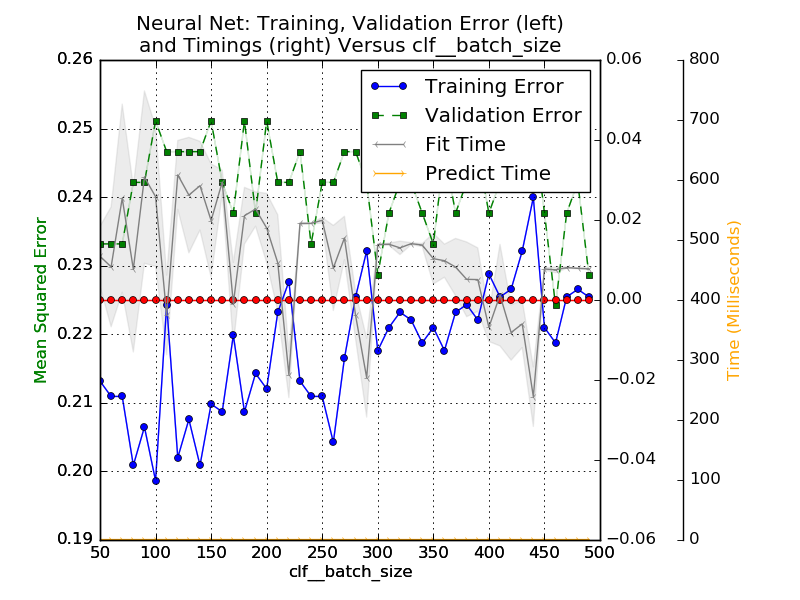 Neural Net: Training, Validation Error (left)
and Timings (right) Versus clf__batch_size
Training Error
Validation Error
Fit Time
Predict Time
Mean Squared Error
0.26
0.25
0.24
0.23
0.22
0.21
0.20
0.19
50 100 150 200 250 300 350 400 450 500
clf__batch_size
0.06
0.04
0.02
0.00
−0.02
−0.04
−0.06
800
700
600
500
400
300
200
100
0
Time (Milliseconds)